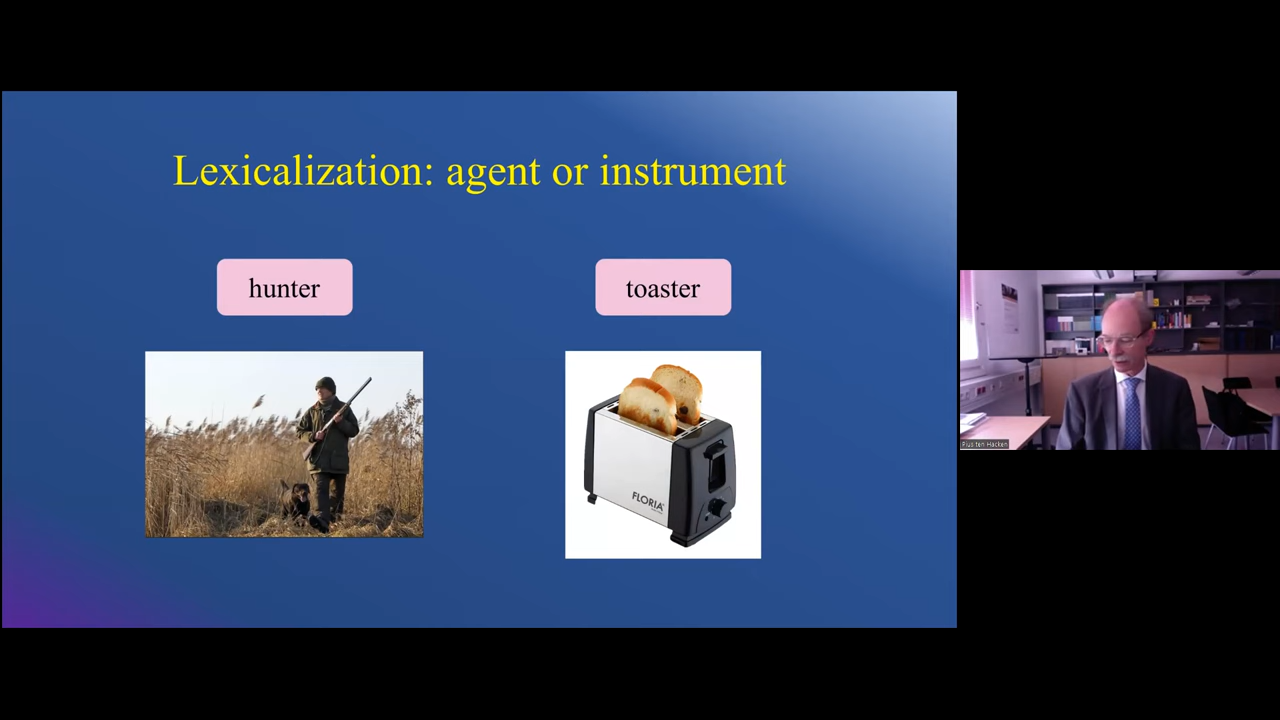 Lexicalization: agent or instrument
hunter
toaster
FLORIA
Pius ten Hacken